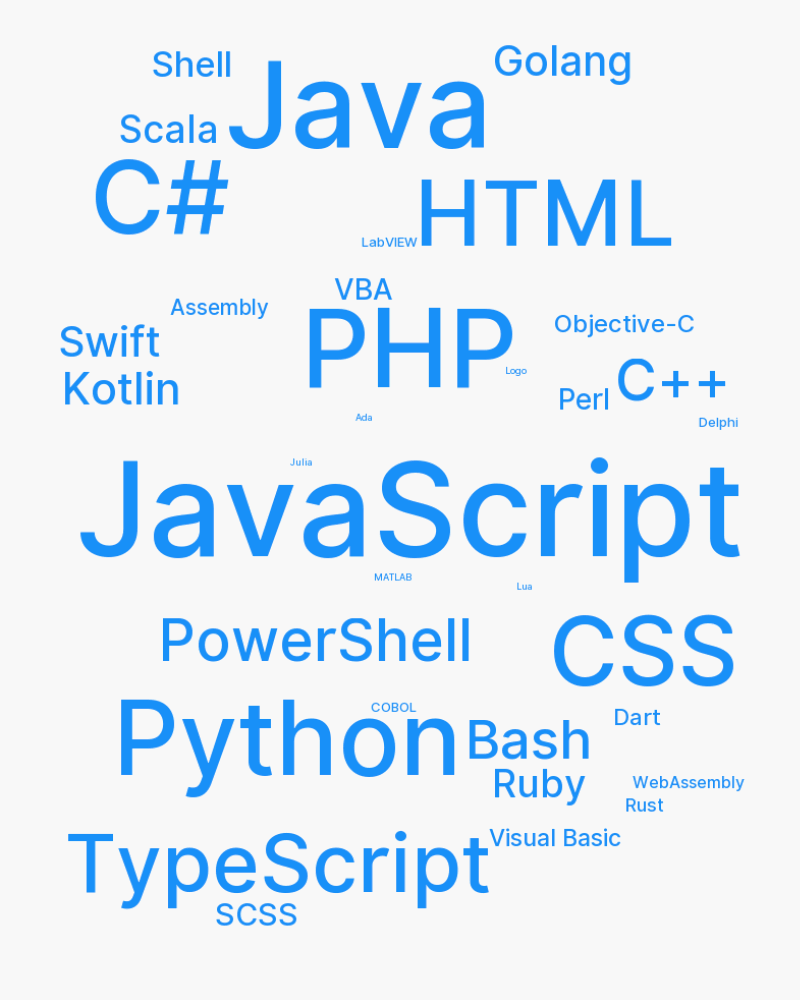 Shell
Golang
Java
Scala
C#
HTML
LabVIEW
VBA
Assembly
PHP
Objective-C
Swift
Logo
C++
Kotlin
Perl
Ada
Delphi
Julia
JavaScript
MATLAB
Lua
PowerShell
CSS
COBOL
Dart
Python
Bash
Ruby
WebAssembly
Rust
Visual Basic
TypeScript
SCSS